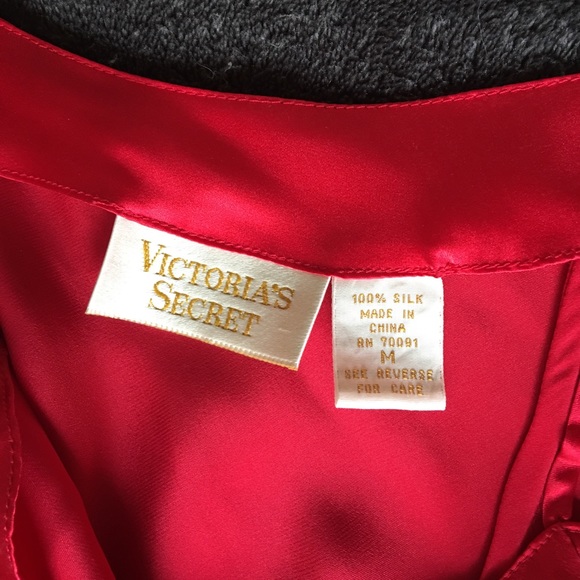 VICTORIA'S
SECRET
100% SILK
MADE IN
CHINA
RN 70091
M
SEE REVERSE
FOR CARE